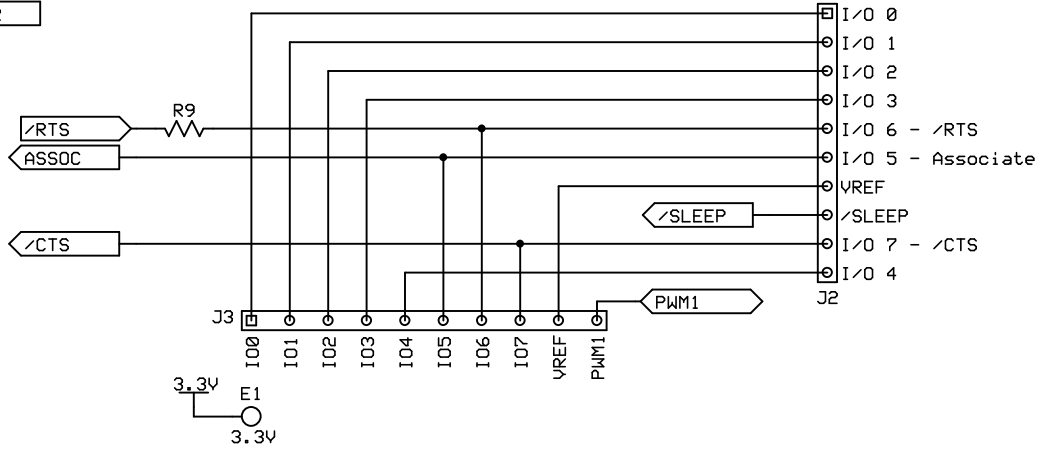 I/O 0
I/O 1
I/O 2
I/O 3
R9
/RTS
I/O 6 - /RTS
ASSOC
I/O 5 - Associate
VREF
/SLEEP
/SLEEP
/CTS
I/O 7 - /CTS
I/O 4
J2
PWM1
J3
IO0
IO1
IO2
IO3
IO4
IO5
IO6
IO7
VREF
PWM1
3.3V
E1
3.3V